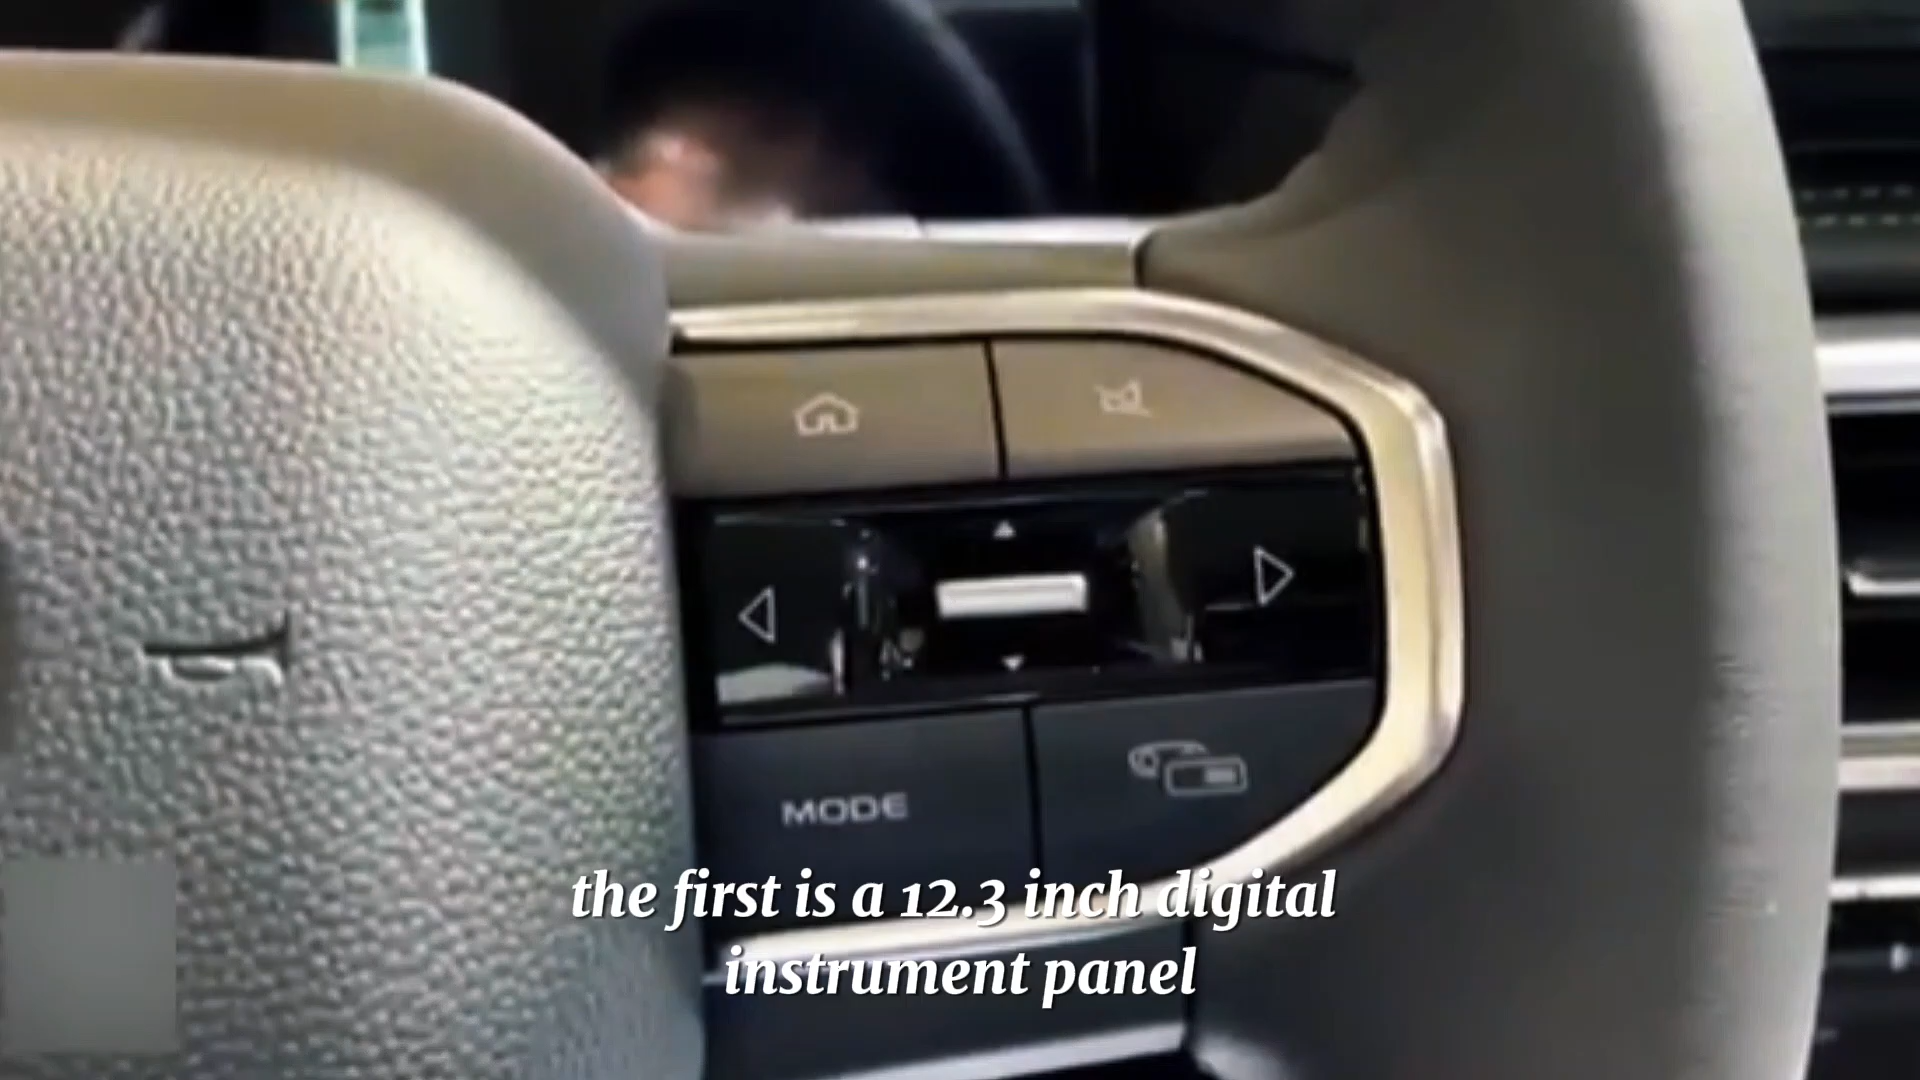 MODE
the first is a 12.3 inch digital
instrument panel